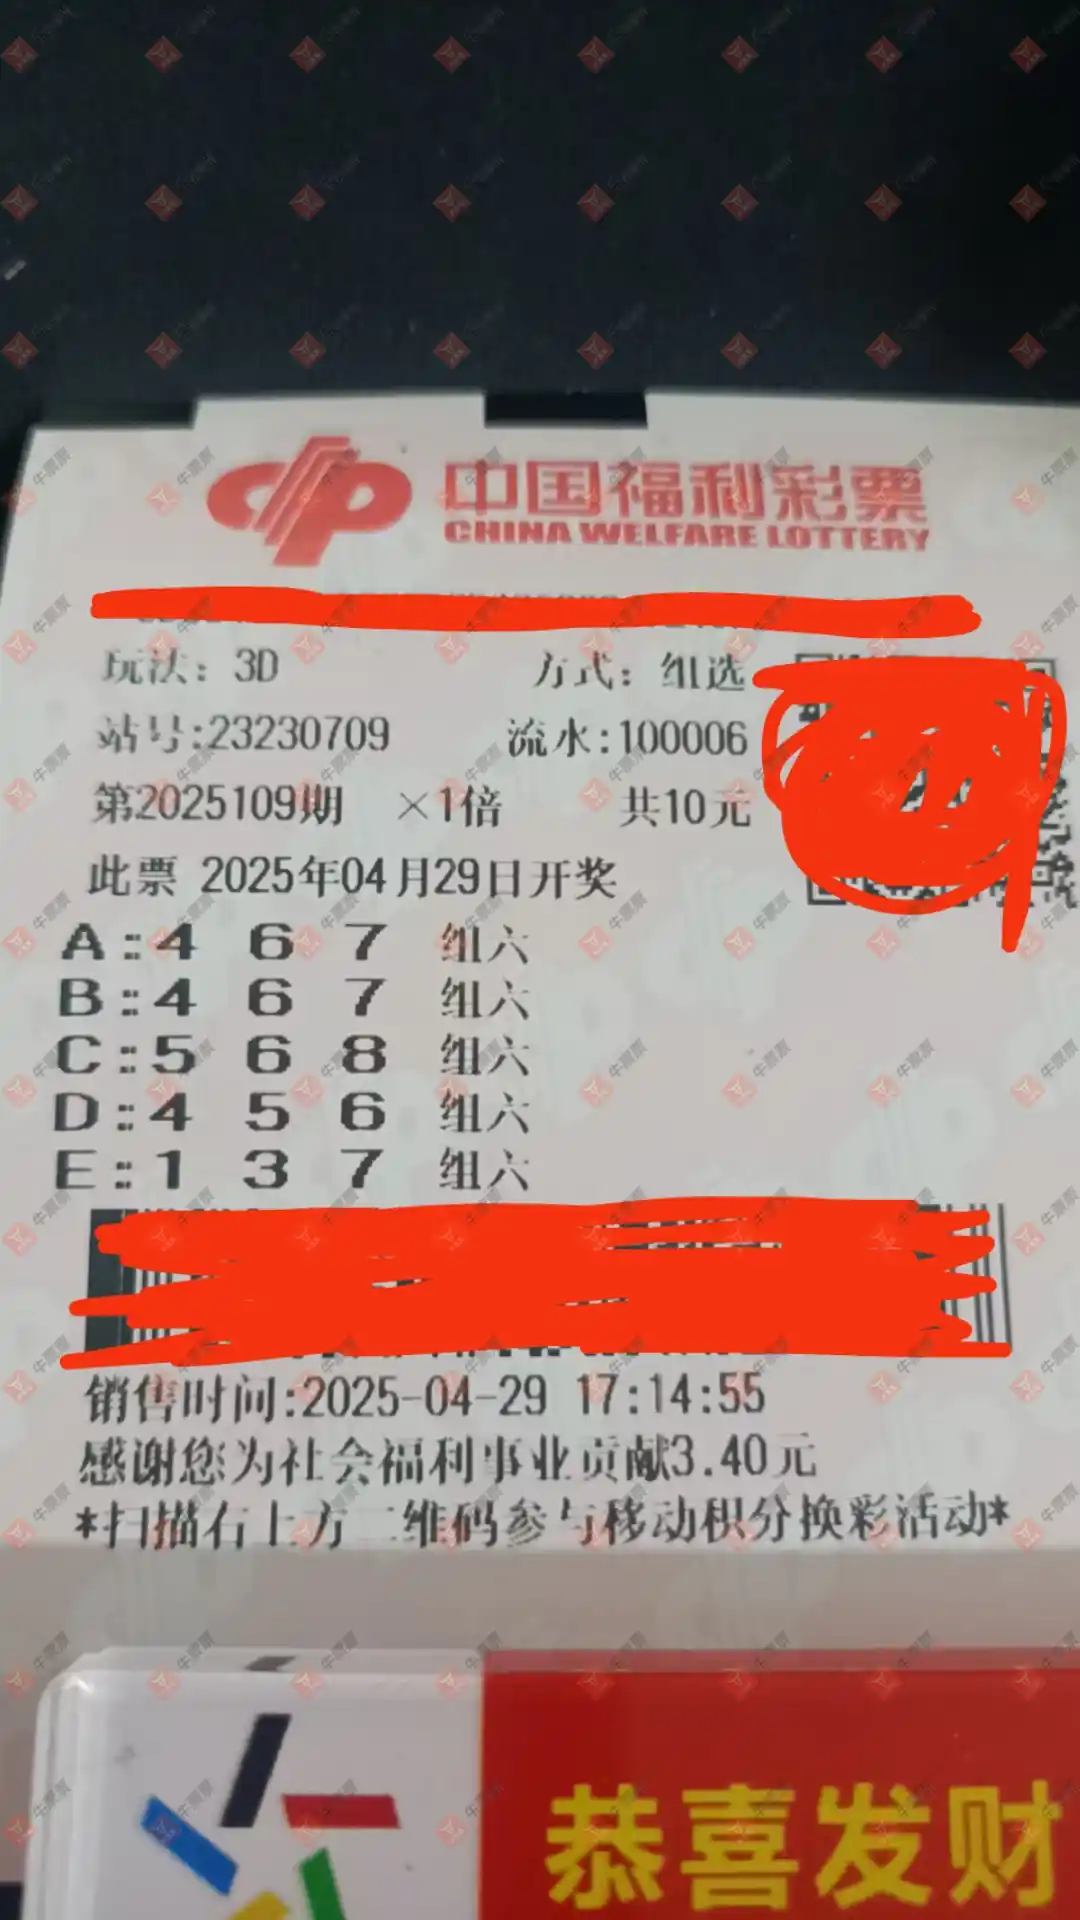 中国福利彩票
CHINA WELFARE LOTTERY
玩法：3D 方式：组选
站号:23230709 流水:100006
第2025109期 ×1倍 共10元
此票 2025年04月29日开奖
A::4 6 7 组六
B::4 6 7 组六
C::5 6 8 组六
D::4 5 6 组六
E::1 3 7 组六
销售时间:2025-04-29 17:14:55
感谢您为社会福利事业贡献3.40元
*扫描右上方二维码参与移动积分换彩活动*
恭喜发财